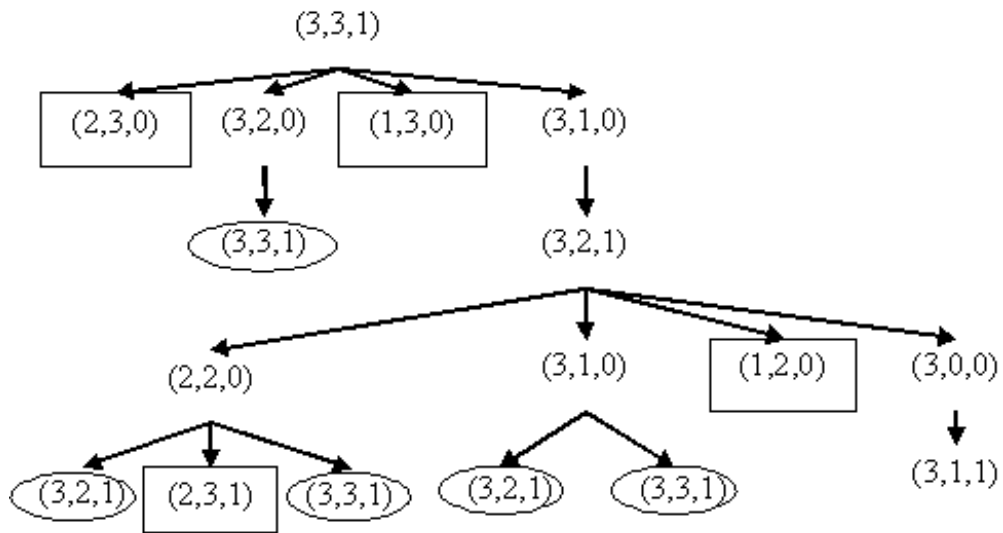 (3,3,1)
(2,3,0) (3,2,0) (1,3,0) (3,1,0)
(3,3,1) (3,2,1)
(2,2,0) (3,1,0) (1,2,0) (3,0,0)
(3,2,1) (2,3,1) (3,3,1) (3,2,1) (3,3,1) (3,1,1)